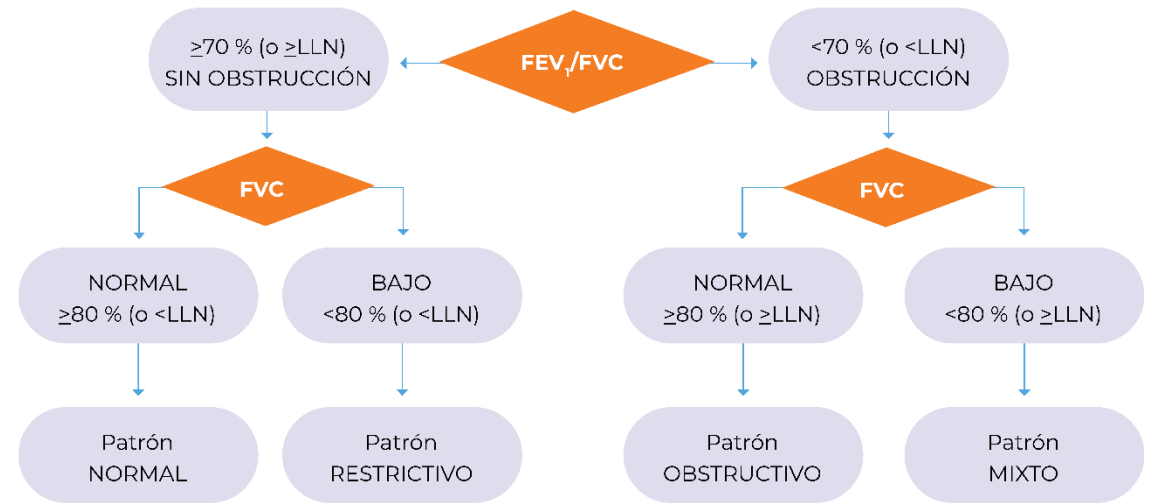 ≥70 % (o ≥LLN)
SIN OBSTRUCCIÓN
FEV₁/FVC
<70 % (o <LLN)
OBSTRUCCIÓN
FVC
FVC
NORMAL
≥80 % (o <LLN)
BAJO
<80 % (o <LLN)
NORMAL
≥80 % (o ≥LLN)
BAJO
<80 % (o ≥LLN)
Patrón
NORMAL
Patrón
RESTRICTIVO
Patrón
OBSTRUCTIVO
Patrón
MIXTO